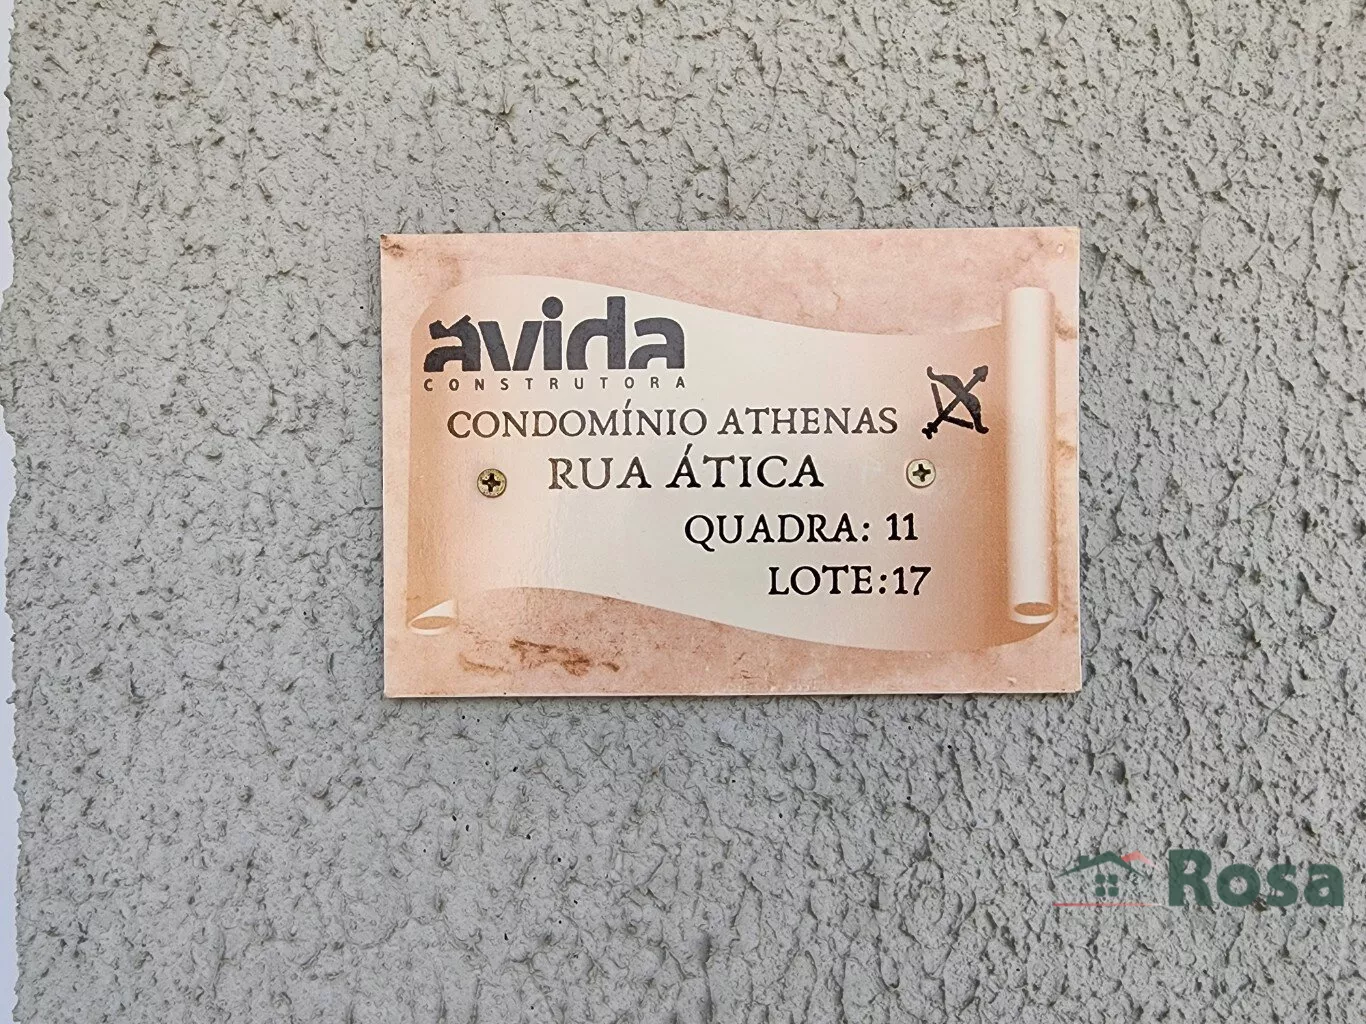 avida
CONSTRUTORA
CONDOMÍNIO ATHENAS
RUA ÁTICA
QUADRA: 11
LOTE:17
Rosa